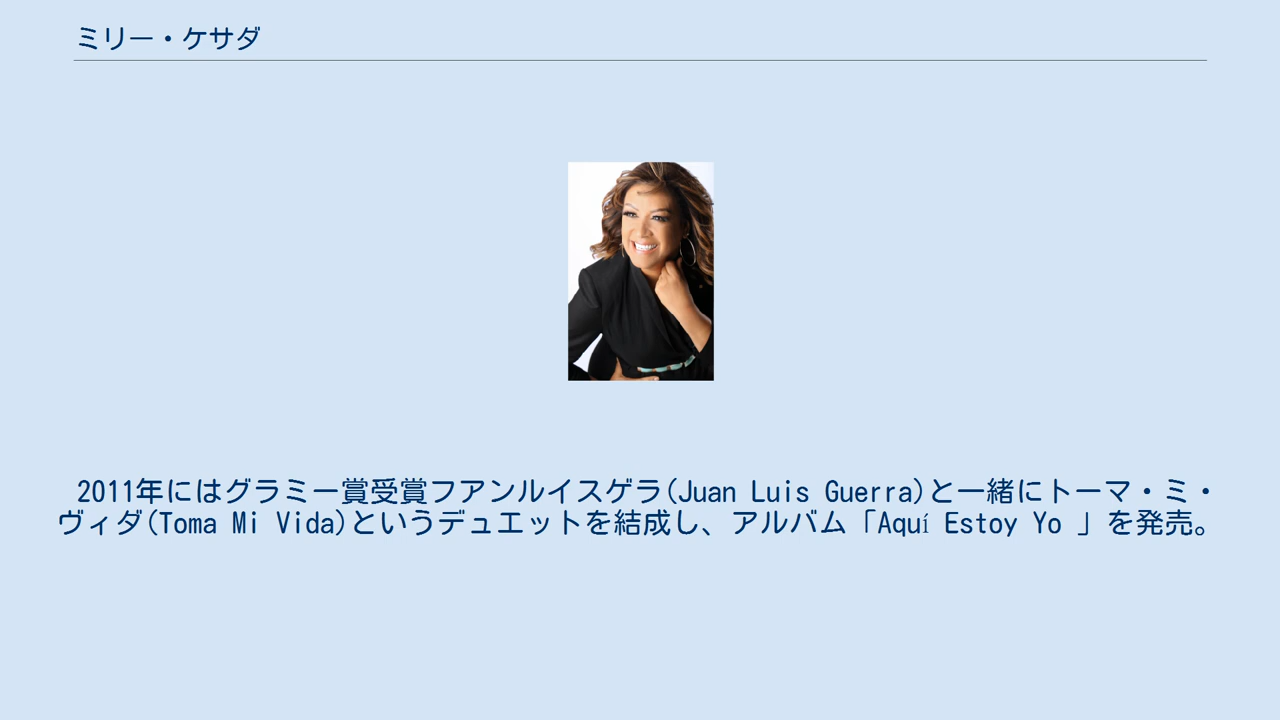 ミリー・ケサダ
2011年にはグラミー賞受賞フアンルイスゲラ(Juan Luis Guerra)と一緒にトーマ・ミ・
ヴィダ(Toma Mi Vida)というデュエットを結成し、アルバム「Aquí Estoy Yo 」を発売。